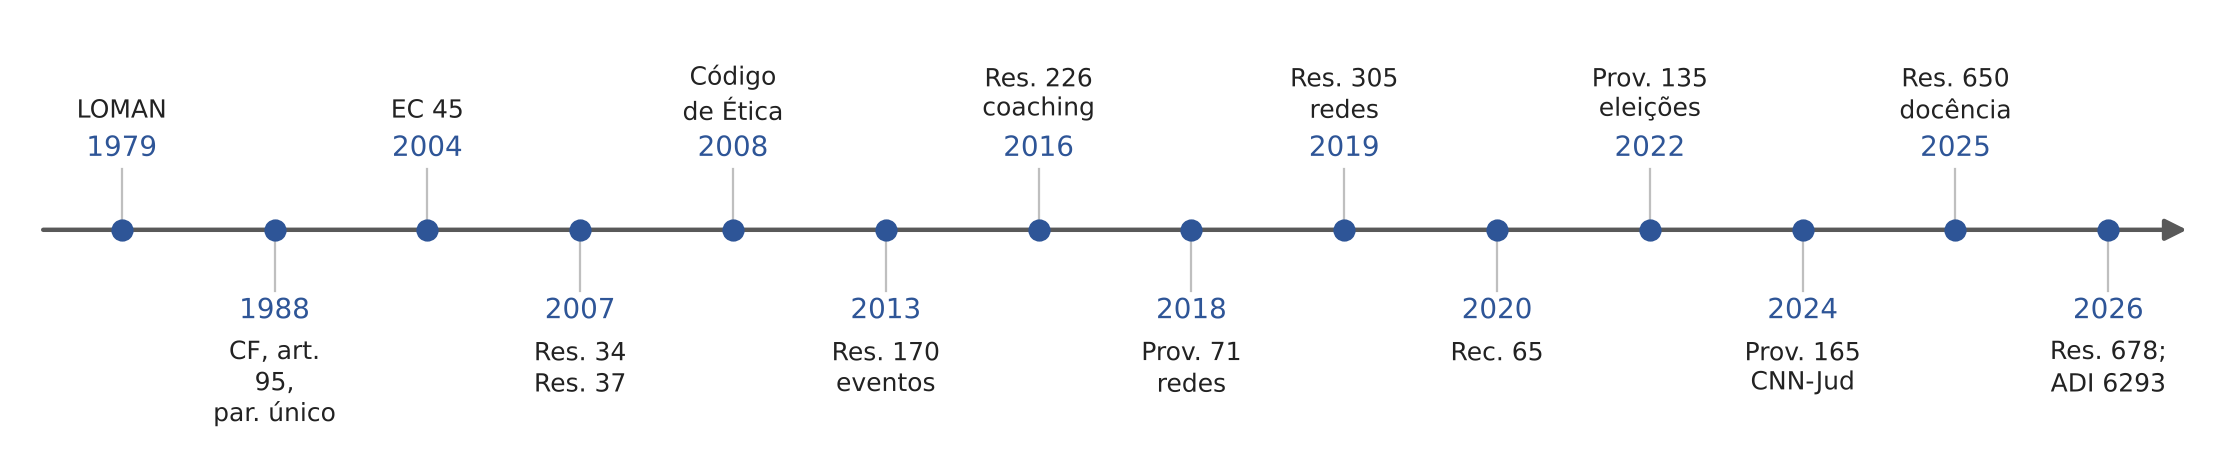 LOMAN
1979
EC 45
2004
Código
de Ética
2008
Res. 226
coaching
2016
Res. 305
redes
2019
Prov. 135
eleições
2022
Res. 650
docência
2025
1988
CF, art.
95,
par. único
2007
Res. 34
Res. 37
2013
Res. 170
eventos
2018
Prov. 71
redes
2020
Rec. 65
2024
Prov. 165
CNN-Jud
2026
Res. 678;
ADI 6293